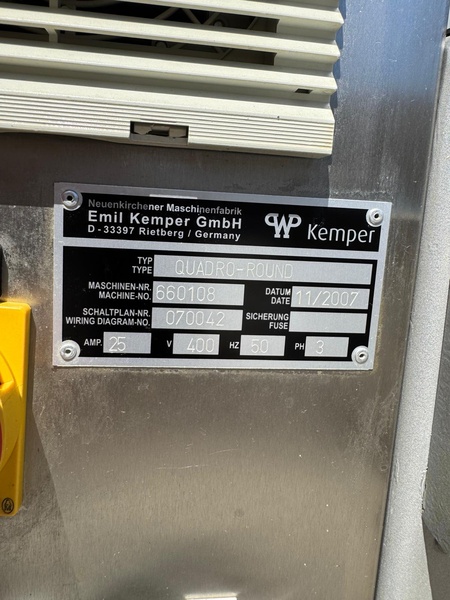 Neuenkirchener Maschinenfabrik
Emil Kemper GmbH
D - 33397 Rietberg / Germany
WP Kemper
TYP
TYPE
QUADRO-ROUND
MASCHINEN-NR.
MACHINE-NO.
660108
DATUM
DATE
11/2007
SCHALTPLAN-NR.
WIRING DIAGRAM-NO.
070042
SICHERUNG
FUSE
AMP. 25 V 400 HZ 50 PH 3